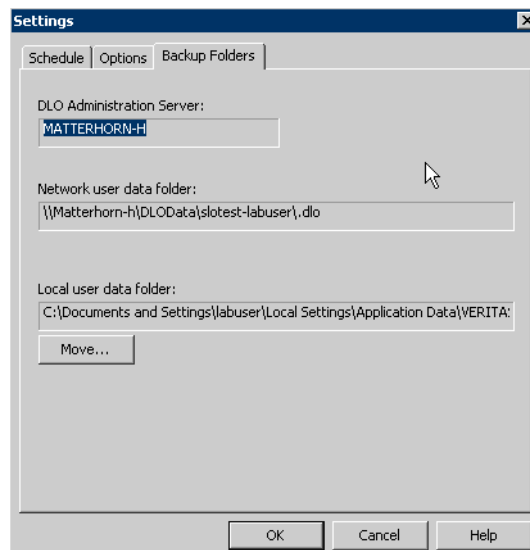 Settings
Schedule Options Backup Folders
DLO Administration Server:
MATTERHORN-H
Network user data folder:
\\Matterhorn-h\DLOData\slotest-labuser\.dlo
Local user data folder:
C:\Documents and Settings\labuser\Local Settings\Application Data\VERITA
Move...
OK Cancel Help